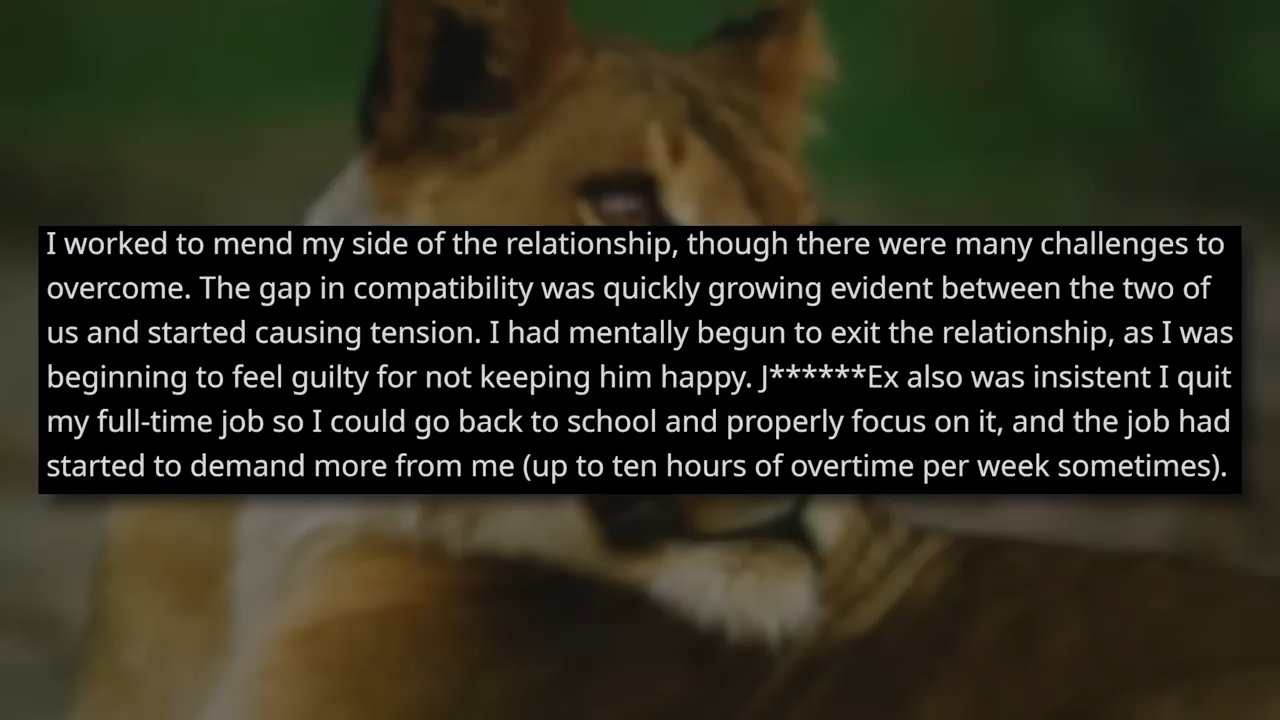 I worked to mend my side of the relationship, though there were many challenges to
overcome. The gap in compatibility was quickly growing evident between the two of
us and started causing tension. I had mentally begun to exit the relationship, as I was
beginning to feel guilty for not keeping him happy. J******Ex also was insistent I quit
my full-time job so I could go back to school and properly focus on it, and the job had
started to demand more from me (up to ten hours of overtime per week sometimes).